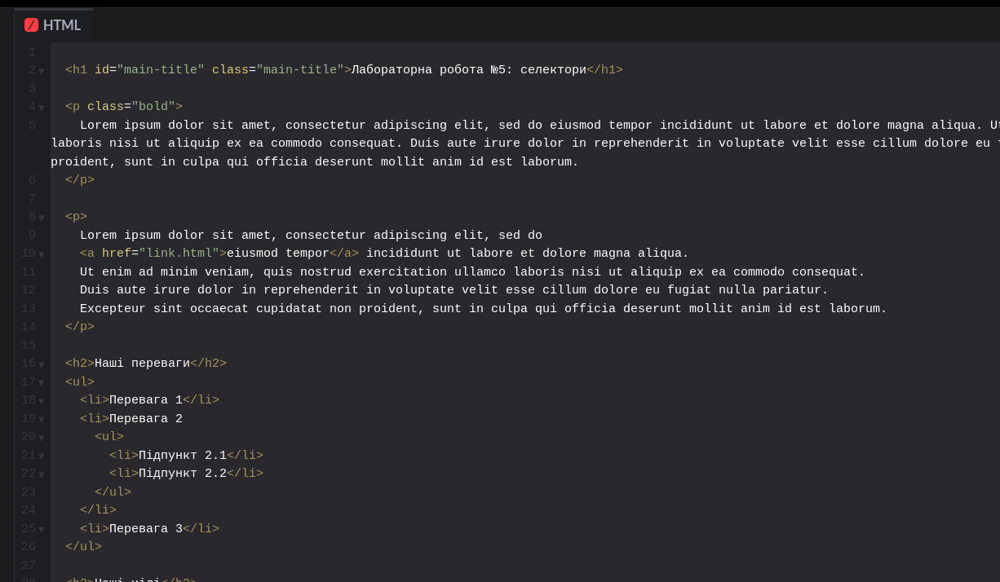 HTML
1
2 <h1 id="main-title" class="main-title">Лабораторна робота №5: селектори</h1>
3
4 <p class="bold">
5 Lorem ipsum dolor sit amet, consectetur adipiscing elit, sed do eiusmod tempor incididunt ut labore et dolore magna aliqua.
laboris nisi ut aliquip ex ea commodo consequat. Duis aute irure dolor in reprehenderit in voluptate velit esse cillum dolore eu
proident, sunt in culpa qui officia deserunt mollit anim id est laborum.
6 </p>
7
8 <p>
9 Lorem ipsum dolor sit amet, consectetur adipiscing elit, sed do
10 <a href="link.html">eiusmod tempor</a> incididunt ut labore et dolore magna aliqua.
11 Ut enim ad minim veniam, quis nostrud exercitation ullamco laboris nisi ut aliquip ex ea commodo consequat.
12 Duis aute irure dolor in reprehenderit in voluptate velit esse cillum dolore eu fugiat nulla pariatur.
13 Excepteur sint occaecat cupidatat non proident, sunt in culpa qui officia deserunt mollit anim id est laborum.
14 </p>
15
16 <h2>Наші переваги</h2>
17 <ul>
18 <li>Перевага 1</li>
19 <li>Перевага 2
20 <ul>
21 <li>Підпункт 2.1</li>
22 <li>Підпункт 2.2</li>
23 </ul>
24 </li>
25 <li>Перевага 3</li>
26 </ul>
27